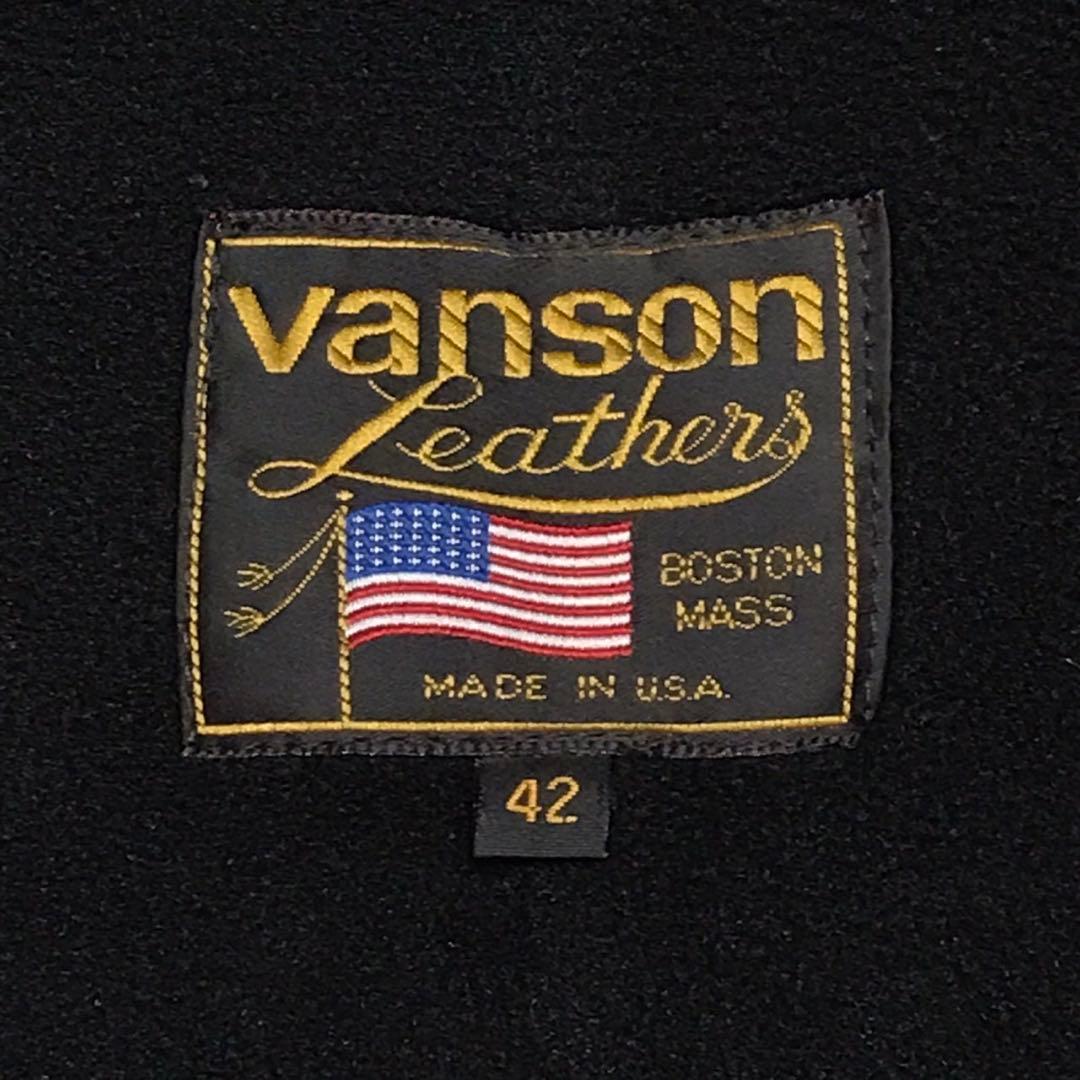 vanson
Leathers
BOSTON
MASS
MADE IN U.S.A.
42